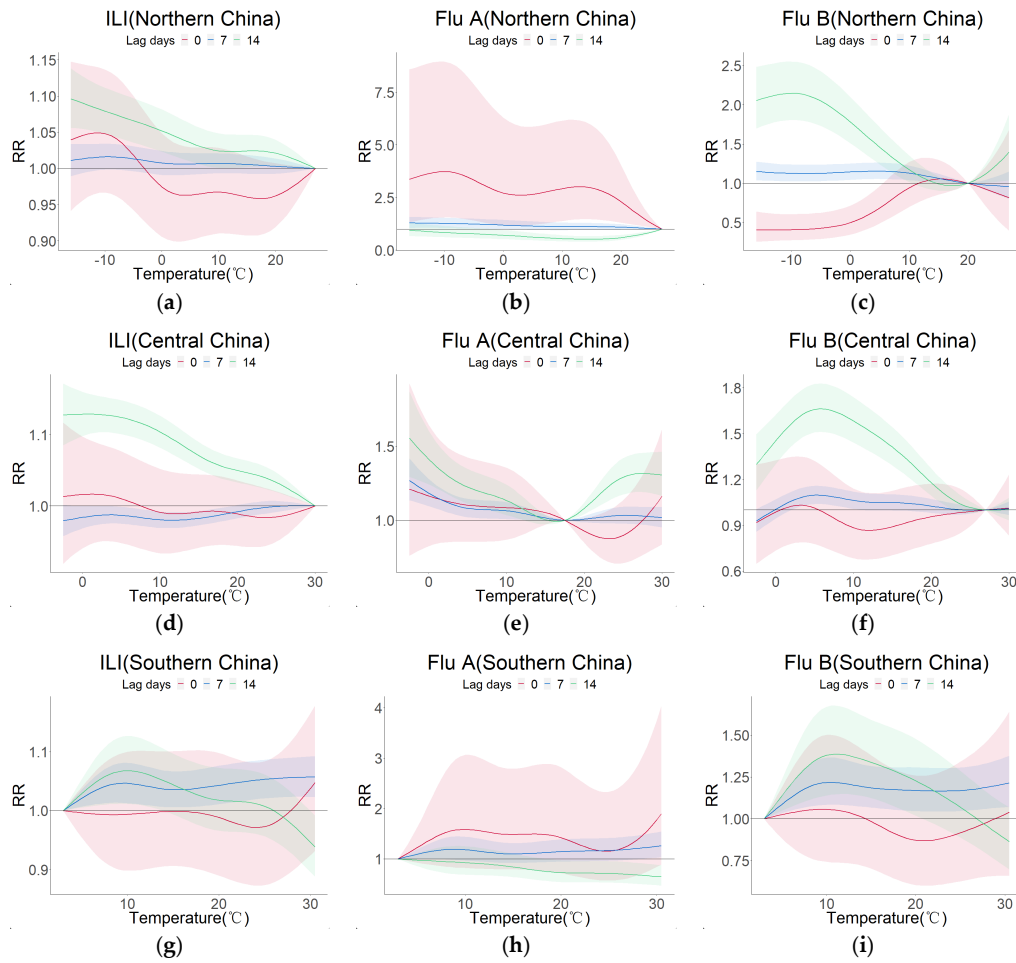 ILI(Northern China)
Lag days 0 7 14
RR
1.15
1.10
1.05
1.00
0.95
0.90
-10 0 10 20
Temperature(℃)
(a)
Flu A(Northern China)
Lag days 0 7 14
RR
7.5
5.0
2.5
0.0
-10 0 10 20
Temperature(℃)
(b)
Flu B(Northern China)
Lag days 0 7 14
RR
2.5
2.0
1.5
1.0
0.5
-10 0 10 20
Temperature(℃)
(c)
ILI(Central China)
Lag days 0 7 14
RR
1.1
1.0
0 10 20 30
Temperature(℃)
(d)
Flu A(Central China)
Lag days 0 7 14
RR
1.5
1.0
0 10 20 30
Temperature(℃)
(e)
Flu B(Central China)
Lag days 0 7 14
RR
1.8
1.5
1.2
0.9
0.6
0 10 20 30
Temperature(℃)
(f)
ILI(Southern China)
Lag days 0 7 14
RR
1.1
1.0
0.9
10 20 30
Temperature(℃)
(g)
Flu A(Southern China)
Lag days 0 7 14
RR
4
3
2
1
10 20 30
Temperature(℃)
(h)
Flu B(Southern China)
Lag days 0 7 14
RR
1.50
1.25
1.00
0.75
10 20 30
Temperature(℃)
(i)